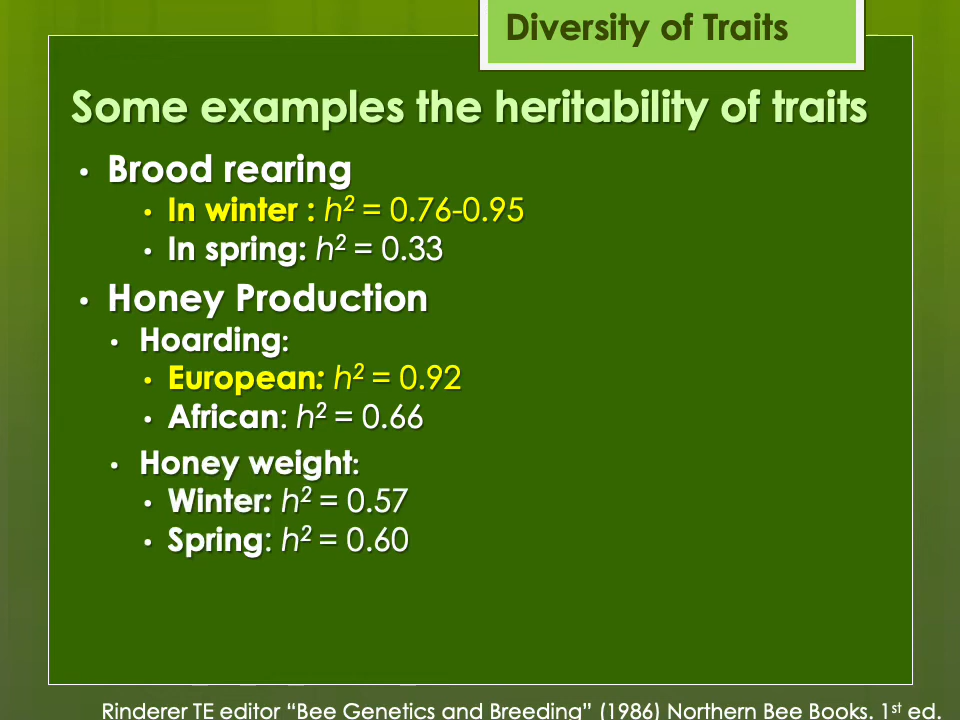 Diversity of Traits
Some examples the heritability of traits
• Brood rearing
• In winter : h² = 0.76-0.95
• In spring: h² = 0.33
• Honey Production
• Hoarding:
• European: h² = 0.92
• African: h² = 0.66
• Honey weight:
• Winter: h² = 0.57
• Spring: h² = 0.60
Rinderer TE editor “Bee Genetics and Breeding” (1986) Northern Bee Books. 1st ed.